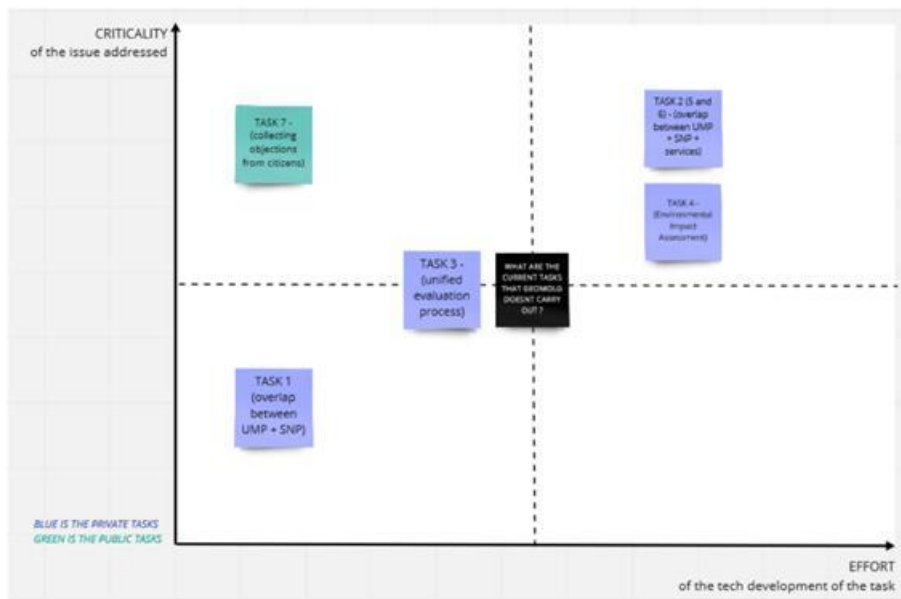 CRITICALITY
of the issue addressed
TASK 7 -
(collecting
objections
from citizens)
TASK 2 (5 and
6) - (overlap
between UMP
+ SNP +
services)
TASK 4 -
(Environmental
Impact
Assessment)
TASK 3 -
(unified
evaluation
process)
WHAT ARE THE
CURRENT TASKS
THAT GEOMOLG
DOESNT CARRY
OUT ?
TASK 1
(overlap
between
UMP + SNP)
BLUE IS THE PRIVATE TASKS
GREEN IS THE PUBLIC TASKS
EFFORT
of the tech development of the task